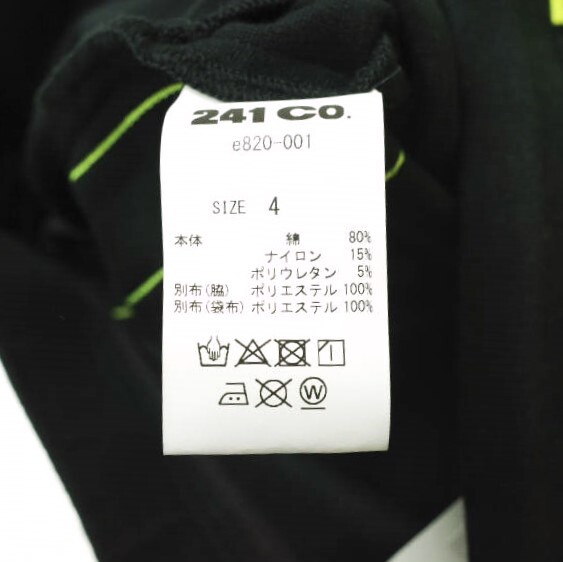 241 CO.
e820-001
SIZE 4
本体 綿 80%
ナイロン 15%
ポリウレタン 5%
別布(脇) ポリエステル 100%
別布(袋布) ポリエステル 100%
W